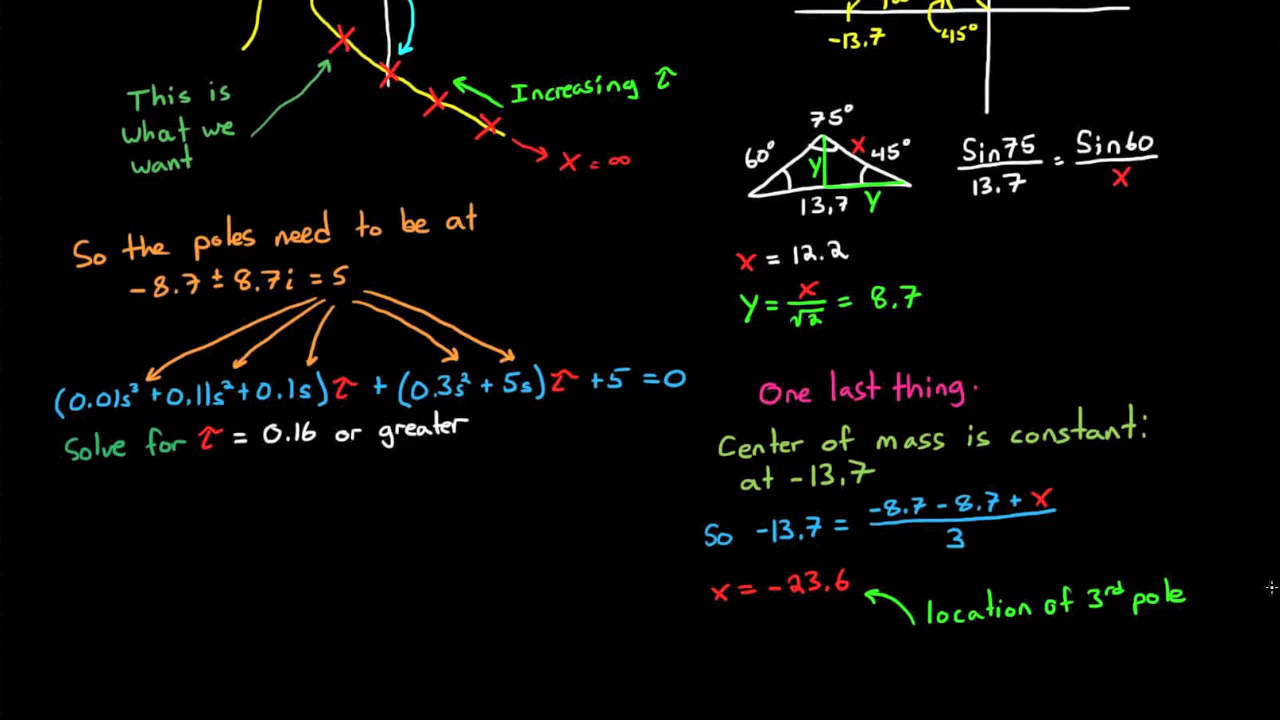 This is
what we
want
Increasing τ
x = ∞
So the poles need to be at
-8.7 ± 8.7i = s
(0.01s³ + 0.11s² + 0.1s)τ + (0.3s² + 5s)τ + 5 = 0
Solve for τ = 0.16 or greater
-13.7
45°
75°
60°
x
45°
y
13.7
y
Sin75/13.7 = Sin60/x
x = 12.2
y = x/√2 = 8.7
One last thing.
Center of mass is constant:
at -13.7
So -13.7 = (-8.7 - 8.7 + x)/3
x = -23.6
location of 3rd pole